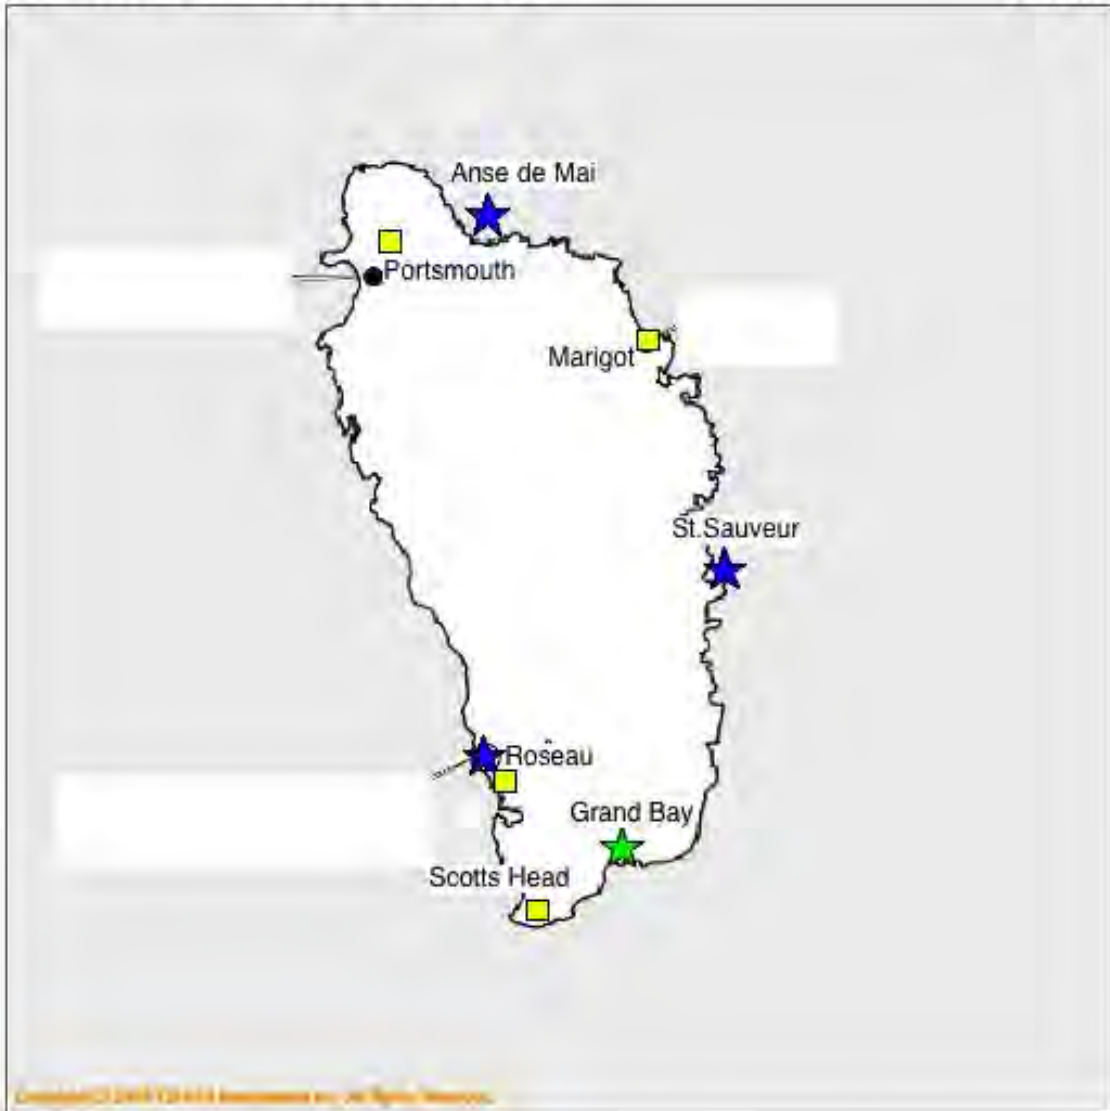 Anse de Mai
Portsmouth
Marigot
St.Sauveur
Roseau
Grand Bay
Scotts Head